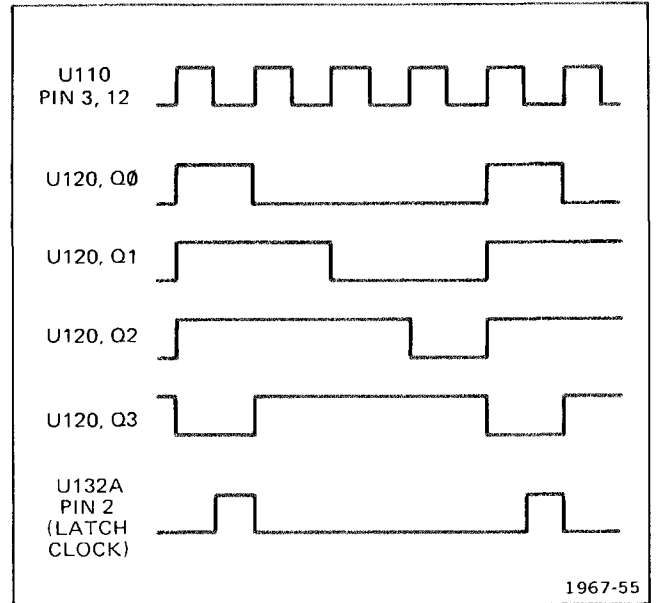 U110
PIN 3, 12
U120, Q0
U120, Q1
U120, Q2
U120, Q3
U132A
PIN 2
(LATCH
CLOCK)
1967-55